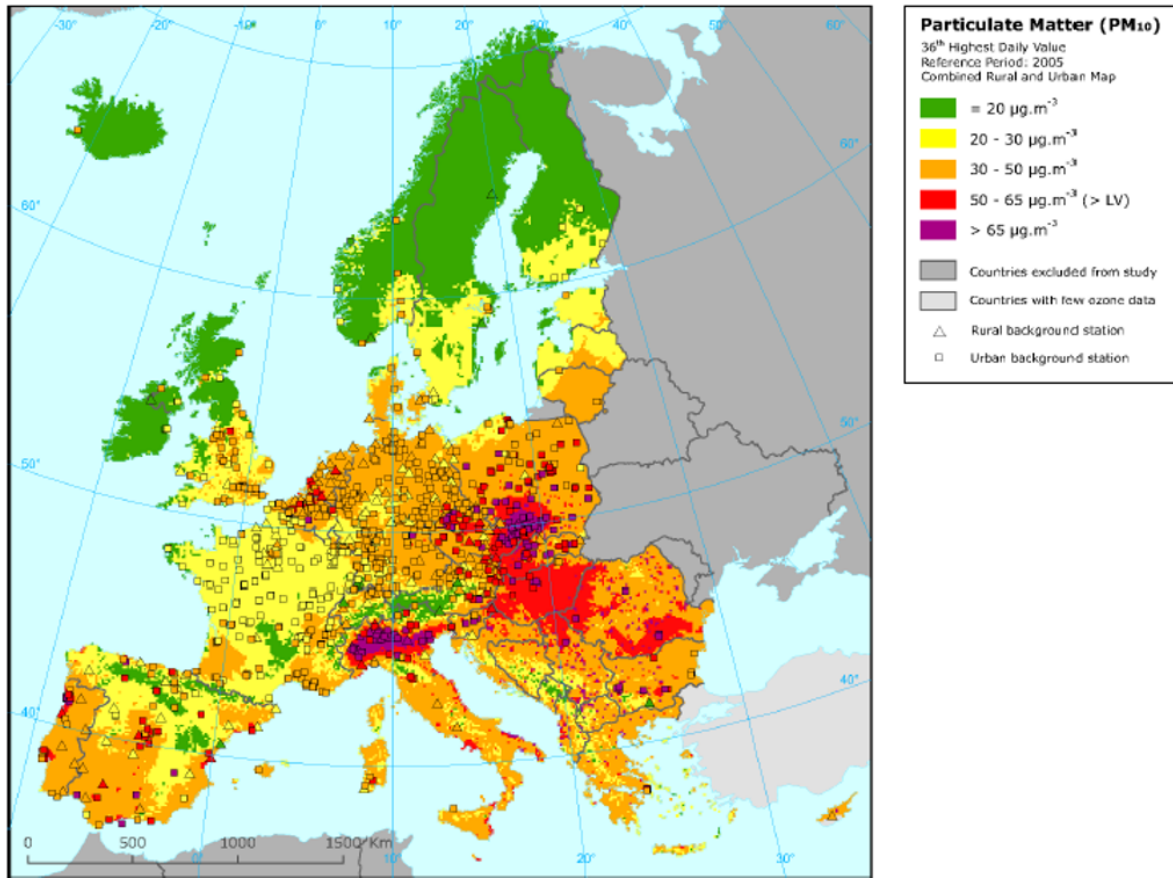 -30° -20° -10° 0° 10° 20° 30° 40° 50° 60°
60°
60°
50°
50°
40°
40°
0 500 1000 1500 Km
10° 20° 30°
0°
Particulate Matter (PM₁₀)
36th Highest Daily Value
Reference Period: 2005
Combined Rural and Urban Map
= 20 µg.m⁻³
20 - 30 µg.m⁻³
30 - 50 µg.m⁻³
50 - 65 µg.m⁻³ (> LV)
> 65 µg.m⁻³
Countries excluded from study
Countries with few ozone data
Rural background station
Urban background station